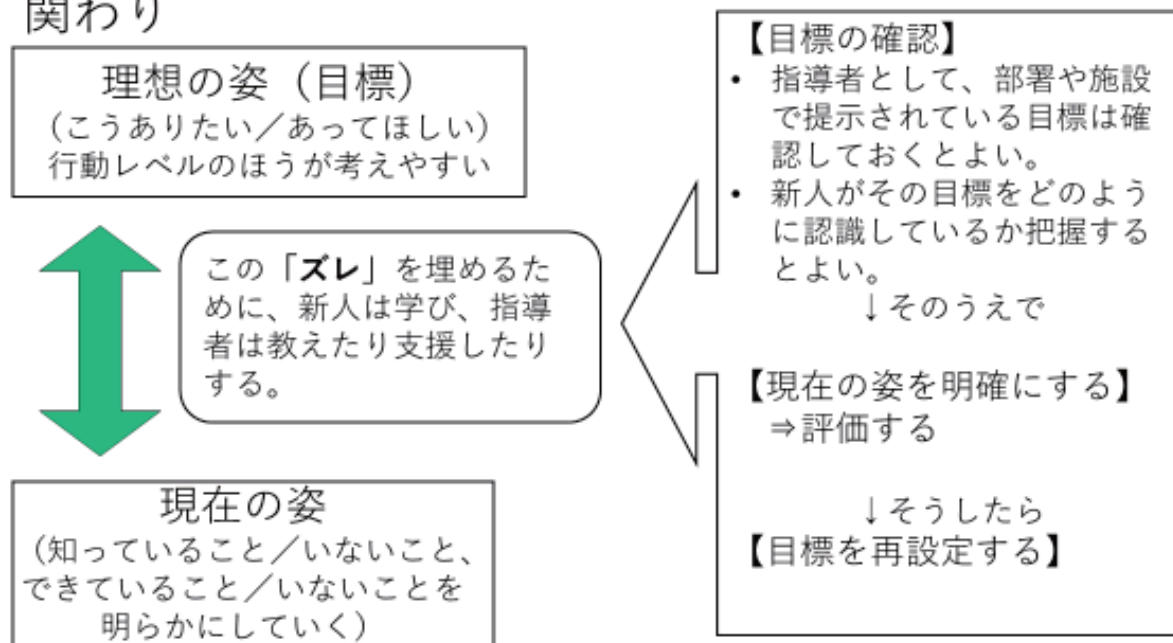 関わり
理想の姿（目標）
（こうありたい／あってほしい）
行動レベルのほうが考えやすい
この「ズレ」を埋めるた
めに、新人は学び、指導
者は教えたり支援したり
する。
現在の姿
（知っていること／いないこと、
できていること／いないことを
明らかにしていく）
【目標の確認】
• 指導者として、部署や施設
で提示されている目標は確
認しておくとよい。
• 新人がその目標をどのよう
に認識しているか把握する
とよい。
↓そのうえで
【現在の姿を明確にする】
⇒評価する
↓そうしたら
【目標を再設定する】